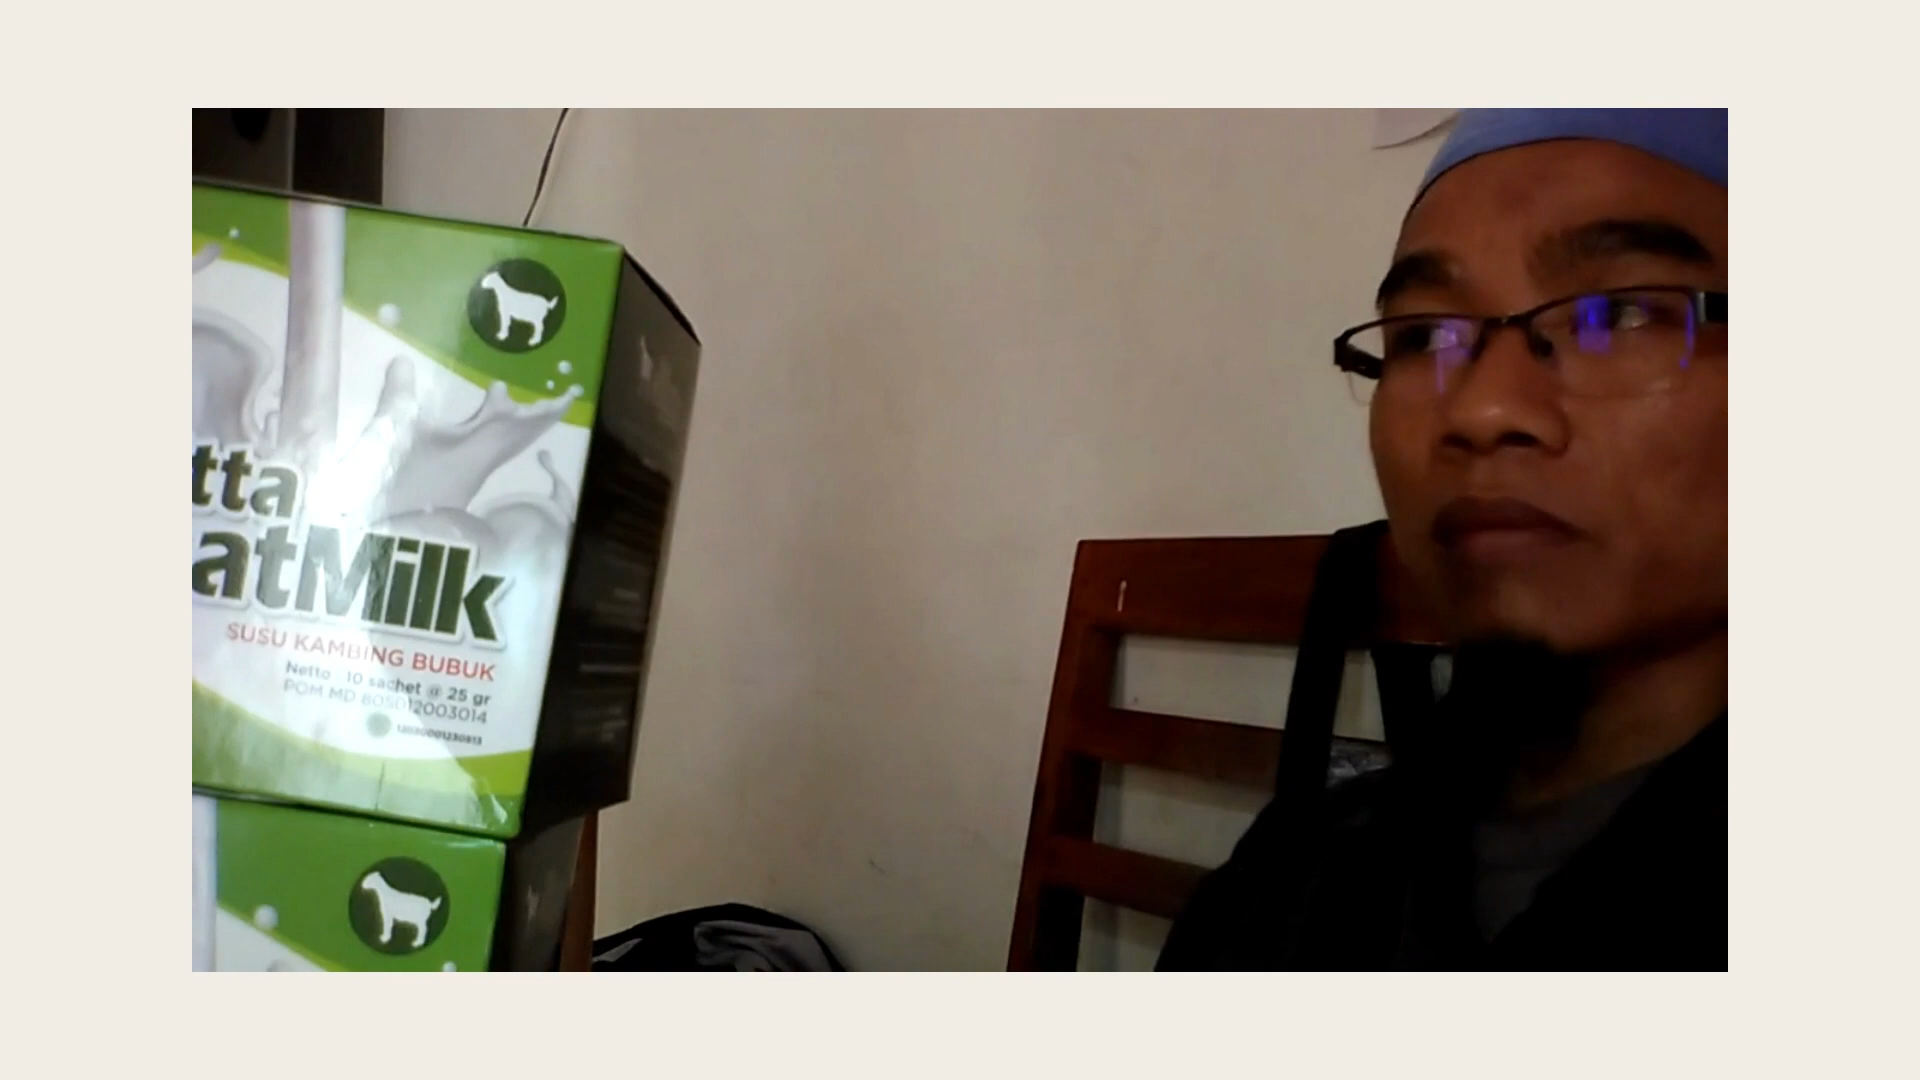 tta
atMilk
SUSU KAMBING BUBUK
Netto 10 sachet @ 25 gr
POM MD 805012003014